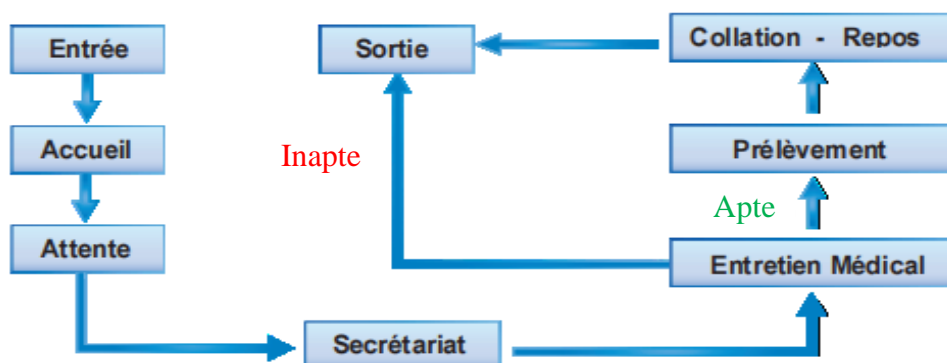 Entrée
Sortie
Collation - Repos
Accueil
Inapte
Prélèvement
Apte
Attente
Entretien Médical
Secrétariat